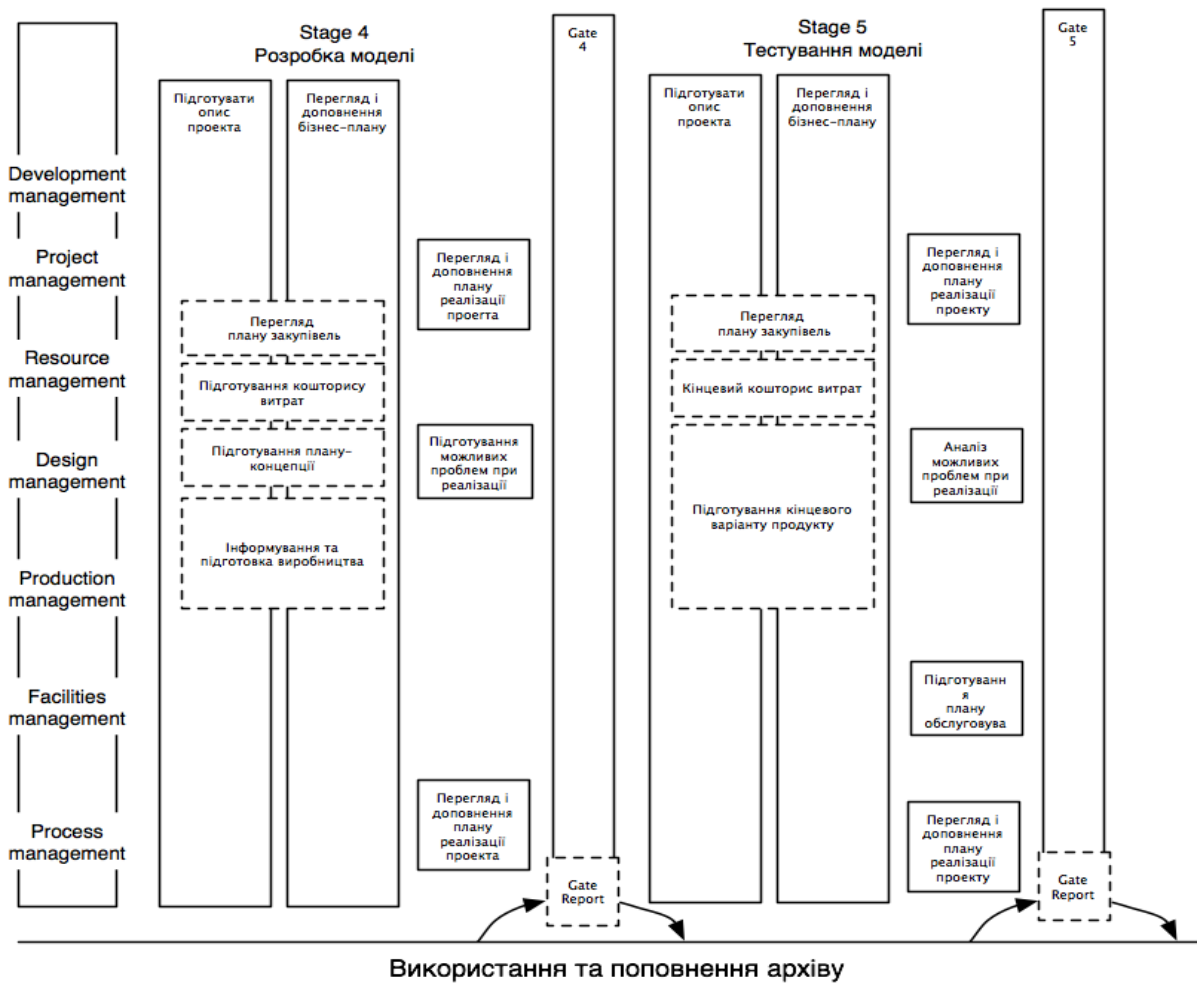 Stage 4
Розробка моделі
Gate
4
Stage 5
Тестування моделі
Gate
5
Підготувати
опис
проекта
Перегляд і
доповнення
бізнес-плану
Підготувати
опис
проекта
Перегляд і
доповнення
бізнес-плану
Development
management
Project
management
Resource
management
Design
management
Production
management
Facilities
management
Process
management
Перегляд
плану закупівель
Підготування кошторису
витрат
Підготування плану-
концепції
Інформування та
підготовка виробництва
Перегляд і
доповнення
плану
реалізації
проегта
Підготування
можливих
проблем при
реалізації
Перегляд і
доповнення
плану
реалізації
проекта
Gate
Report
Перегляд
плану закупівель
Кінцевий кошторис витрат
Підготування кінцевого
варіанту продукту
Перегляд і
доповнення
плану
реалізації
проекту
Аналіз
можливих
проблем при
реалізації
Підготуванн
я
плану
обслуговува
Перегляд і
доповнення
плану
реалізації
проекту
Gate
Report
Використання та поповнення архіву